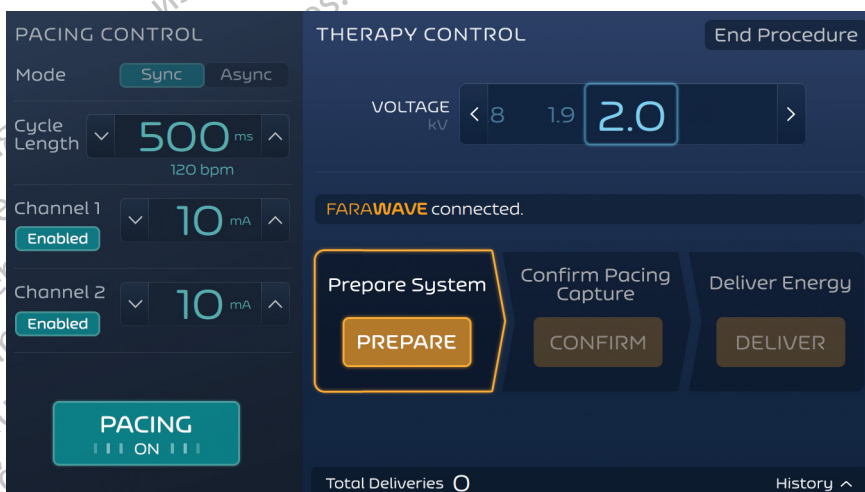 PACING CONTROL
Mode
Sync Async
Cycle
Length
500 ms
120 bpm
Channel 1
Enabled
10 mA
Channel 2
Enabled
10 mA
PACING
ON
THERAPY CONTROL
End Procedure
VOLTAGE
kV
8 1.9 2.0
FARAWAVE connected.
Prepare System
PREPARE
Confirm Pacing
Capture
CONFIRM
Deliver Energy
DELIVER
Total Deliveries 0
History